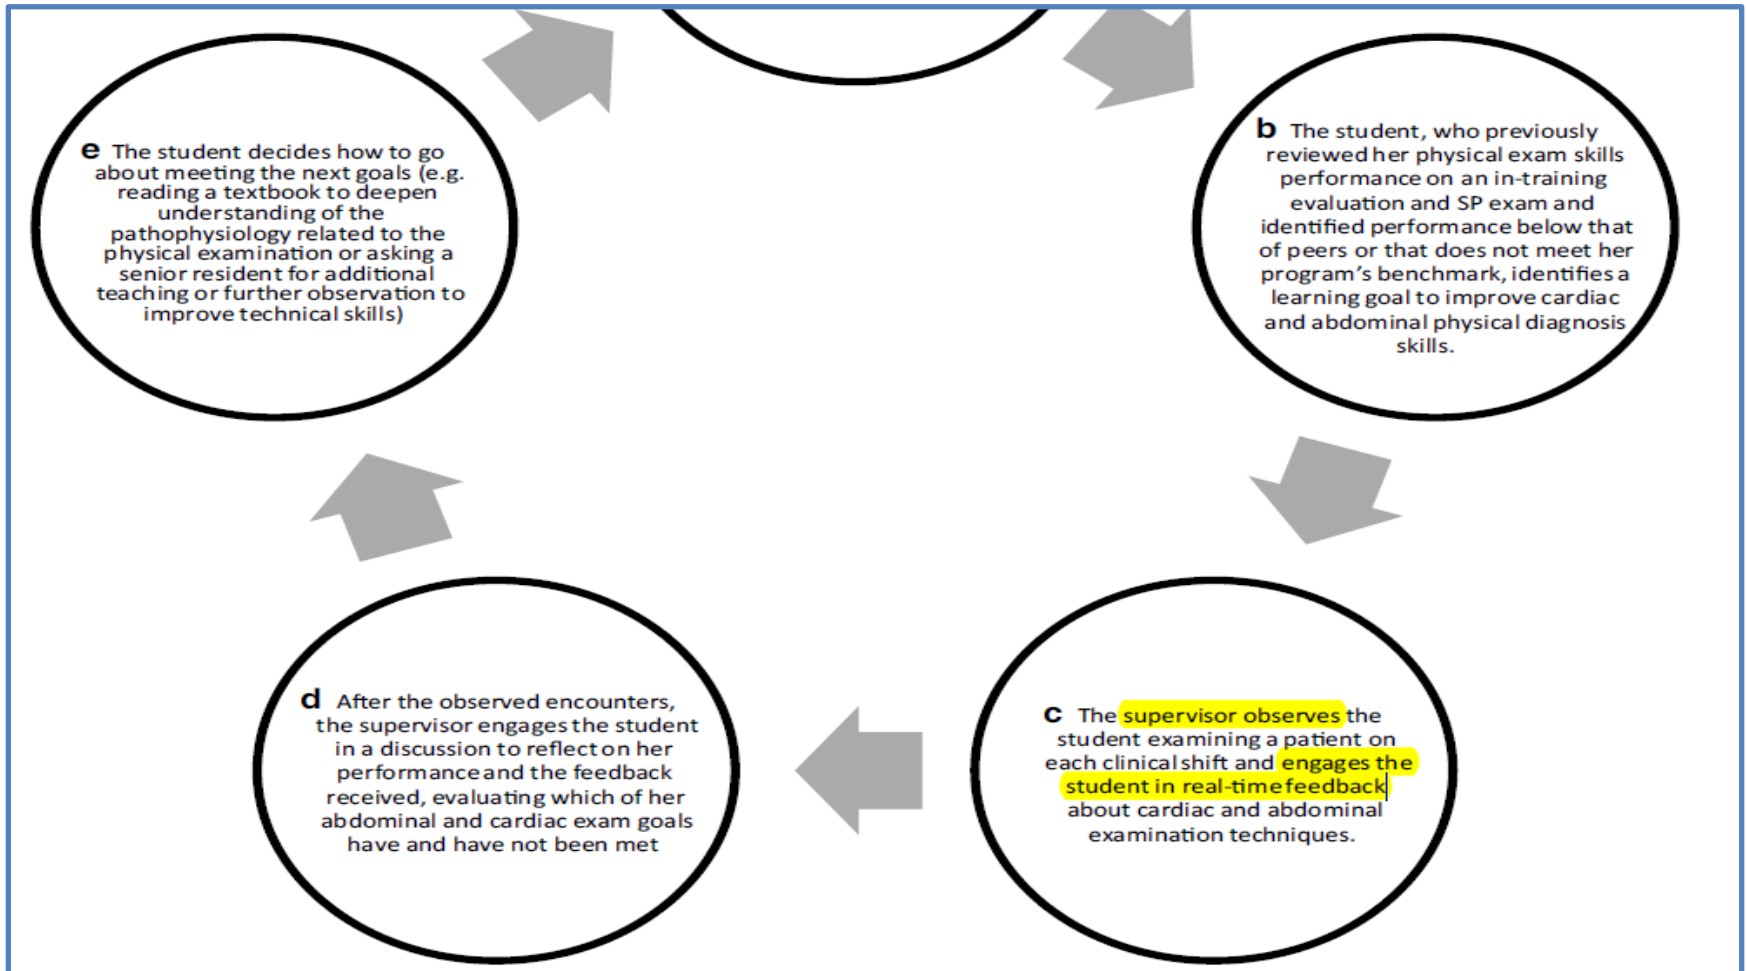 e The student decides how to go
about meeting the next goals (e.g.
reading a textbook to deepen
understanding of the
pathophysiology related to the
physical examination or asking a
senior resident for additional
teaching or further observation to
improve technical skills)
b The student, who previously
reviewed her physical exam skills
performance on an in-training
evaluation and SP exam and
identified performance below that
of peers or that does not meet her
program's benchmark, identifies a
learning goal to improve cardiac
and abdominal physical diagnosis
skills.
d After the observed encounters,
the supervisor engages the student
in a discussion to reflect on her
performance and the feedback
received, evaluating which of her
abdominal and cardiac exam goals
have and have not been met
c The supervisor observes the
student examining a patient on
each clinical shift and engages the
student in real-time feedback
about cardiac and abdominal
examination techniques.